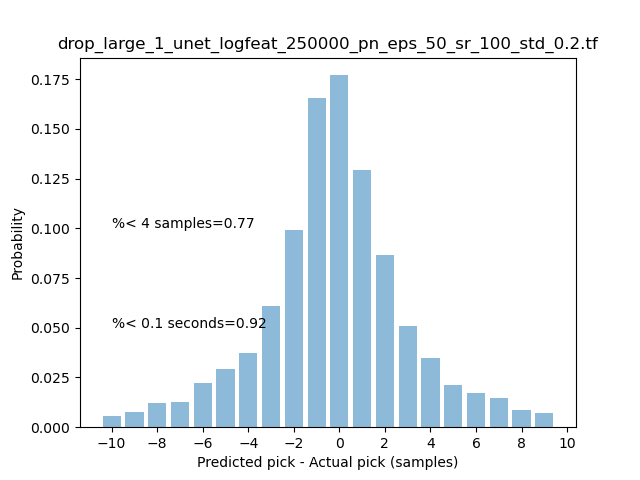 drop_large_1_unet_logfeat_250000_pn_eps_50_sr_100_std_0.2.tf
0.175
0.150
0.125
0.100
0.075
0.050
0.025
0.000
Probability
%< 4 samples=0.77
%< 0.1 seconds=0.92
−10 −8 −6 −4 −2 0 2 4 6 8 10
Predicted pick - Actual pick (samples)